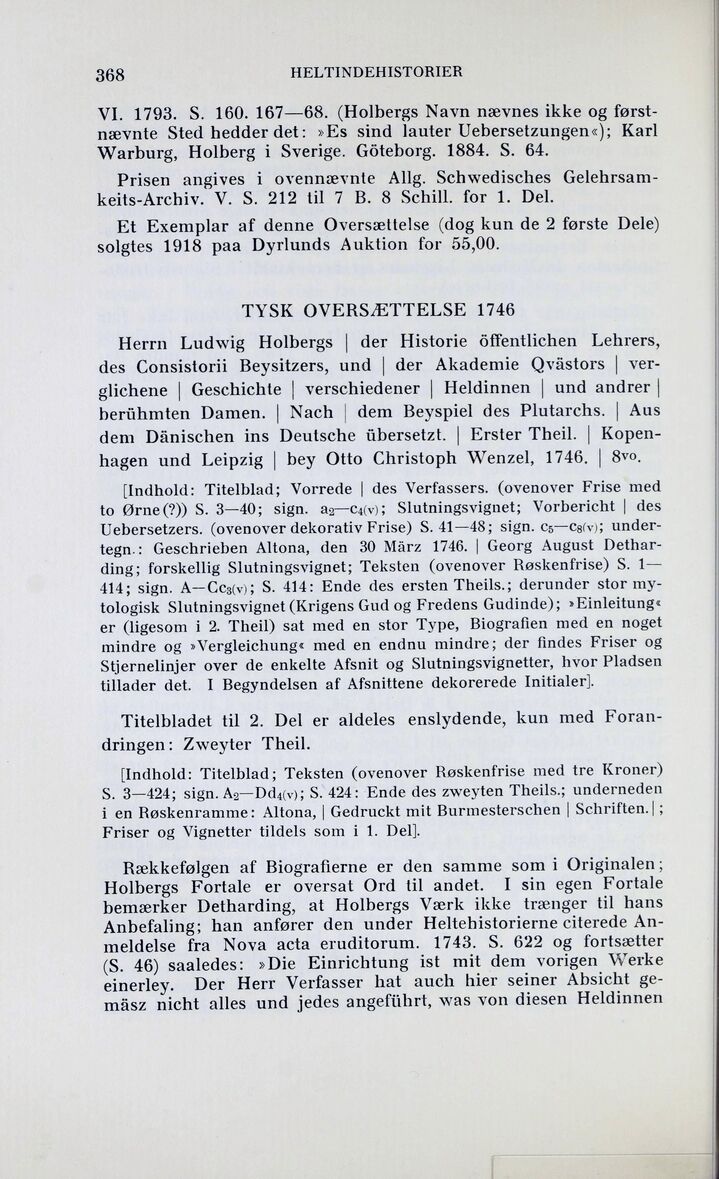 368 HELTINDEHISTORIER
VI. 1793. S. 160. 167—68. (Holbergs Navn nævnes ikke og først-
nævnte Sted hedder det: »Es sind lauter Uebersetzungen«); Karl
Warburg, Holberg i Sverige. Göteborg. 1884. S. 64.
Prisen angives i ovennævnte Allg. Schwedisches Gelehrsam-
keits-Archiv. V. S. 212 til 7 B. 8 Schill. for 1. Del.
Et Exemplar af denne Oversættelse (dog kun de 2 første Dele)
solgtes 1918 paa Dyrlunds Auktion for 55,00.
TYSK OVERSÆTTELSE 1746
Herrn Ludwig Holbergs | der Historie öffentlichen Lehrers,
des Consistorii Beysitzers, und | der Akademie Qvästors | ver-
glichene | Geschichte | verschiedener | Heldinnen | und andrer |
berühmten Damen. | Nach | dem Beyspiel des Plutarchs. | Aus
dem Dänischen ins Deutsche übersetzt. | Erster Theil. | Kopen-
hagen und Leipzig | bey Otto Christoph Wenzel, 1746. | 8vo.
[Indhold: Titelblad; Vorrede | des Verfassers. (ovenover Frise med
to Ørne(?)) S. 3—40; sign. a2—c4(v); Slutningsvignet; Vorbericht | des
Uebersetzers. (ovenover dekorativ Frise) S. 41—48; sign. c5—c8(v); under-
tegn.: Geschrieben Altona, den 30 März 1746. | Georg August Dethar-
ding; forskellig Slutningsvignet; Teksten (ovenover Røskenfrise) S. 1—
414; sign. A—Cc3(v); S. 414: Ende des ersten Theils.; derunder stor my-
tologisk Slutningsvignet (Krigens Gud og Fredens Gudinde); »Einleitung«
er (ligesom i 2. Theil) sat med en stor Type, Biografien med en noget
mindre og »Vergleichung« med en endnu mindre; der findes Friser og
Stjernelinjer over de enkelte Afsnit og Slutningsvignetter, hvor Pladsen
tillader det. I Begyndelsen af Afsnittene dekorerede Initialer].
Titelbladet til 2. Del er aldeles enslydende, kun med Foran-
dringen: Zweyter Theil.
[Indhold: Titelblad; Teksten (ovenover Røskenfrise med tre Kroner)
S. 3—424; sign. A2—Dd4(v); S. 424: Ende des zweyten Theils.; underneden
i en Røskenramme: Altona, | Gedruckt mit Burmesterschen | Schriften. | ;
Friser og Vignetter tildels som i 1. Del].
Rækkefølgen af Biografierne er den samme som i Originalen;
Holbergs Fortale er oversat Ord til andet. I sin egen Fortale
bemærker Detharding, at Holbergs Værk ikke trænger til hans
Anbefaling; han anfører den under Heltehistorierne citerede An-
meldelse fra Nova acta eruditorum. 1743. S. 622 og fortsætter
(S. 46) saaledes: »Die Einrichtung ist mit dem vorigen Werke
einerley. Der Herr Verfasser hat auch hier seiner Absicht ge-
mäsz nicht alles und jedes angeführt, was von diesen Heldinnen